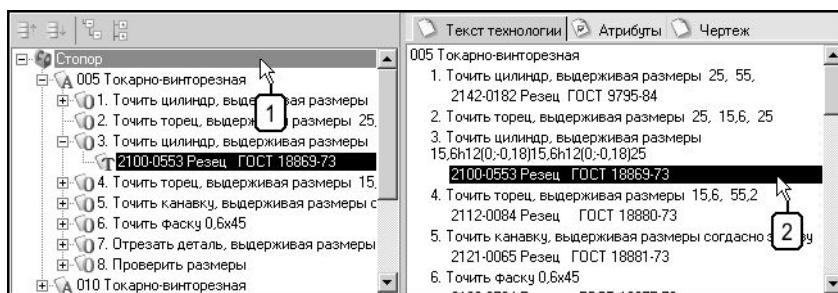 Стопор
005 Токарно-винторезная
1. Точить цилиндр, выдерживая размеры
2. Точить торец, выдерживая размеры 25,
3. Точить цилиндр, выдерживая размеры
2100-0553 Резец ГОСТ 18869-73
4. Точить торец, выдерживая размеры 15,
5. Точить канавку, выдерживая размеры с
6. Точить фаску 0,6x45
7. Отрезать деталь, выдерживая размеры
8. Проверить размеры
010 Токарно-винторезная
1
Текст технологии Атрибуты Чертеж
005 Токарно-винторезная
1. Точить цилиндр, выдерживая размеры 25, 55,
2142-0182 Резец ГОСТ 9795-84
2. Точить торец, выдерживая размеры 25, 15,6, 25
3. Точить цилиндр, выдерживая размеры
15,6h12(0;-0,18)15,6h12(0;-0,18)25
2100-0553 Резец ГОСТ 18869-73
4. Точить торец, выдерживая размеры 15,6, 55,2
2112-0084 Резец ГОСТ 18880-73
5. Точить канавку, выдерживая размеры согласно
2121-0065 Резец ГОСТ 18881-73
6. Точить фаску 0,6x45
2